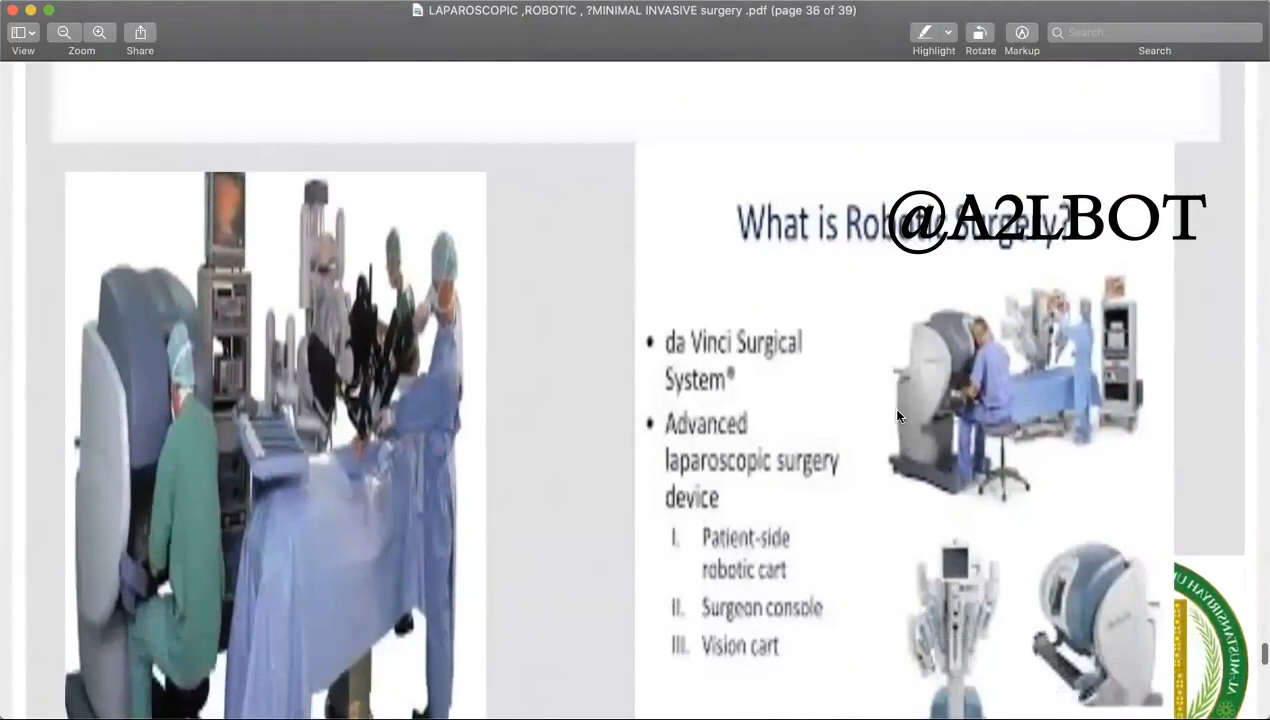 LAPAROSCOPIC ,ROBOTIC , ?MINIMAL INVASIVE surgery .pdf (page 36 of 39)
View
Zoom
Share
Highlight
Rotate
Markup
Search
Search
What is Robotic Surgery?
@A2LBOT
• da Vinci Surgical
System®
• Advanced
laparoscopic surgery
device
I. Patient-side
robotic cart
II. Surgeon console
III. Vision cart